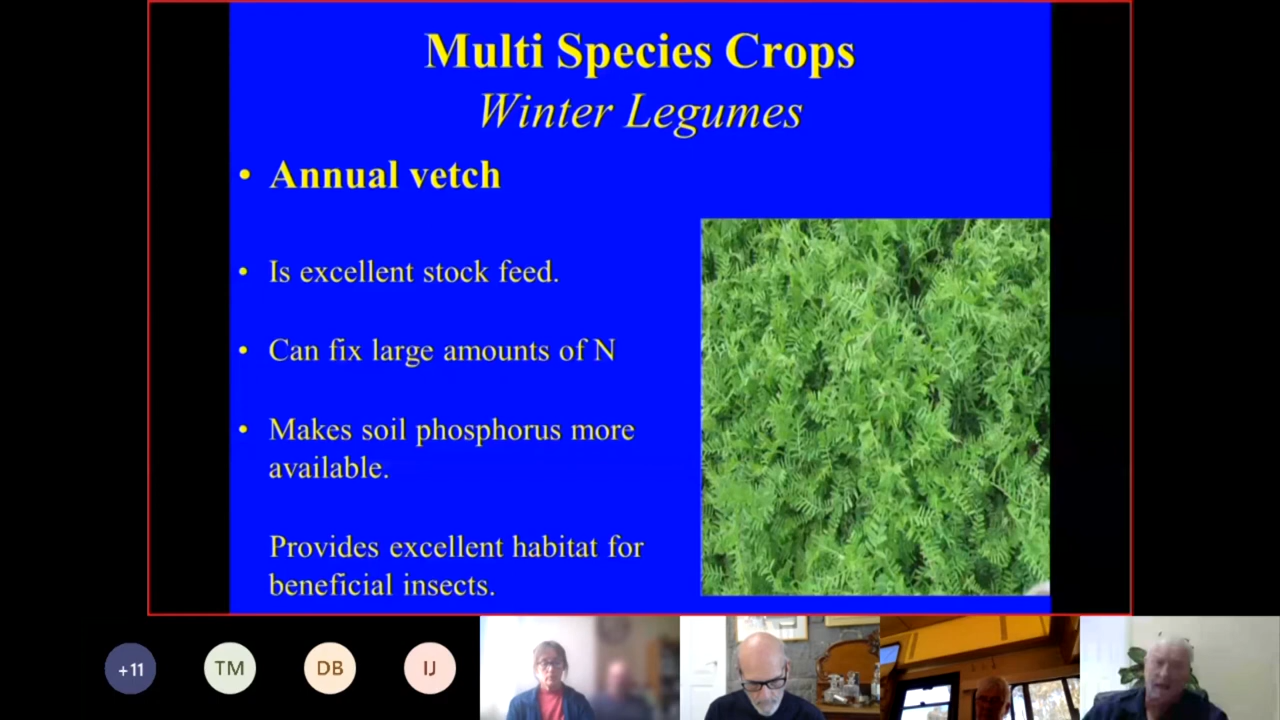 Multi Species Crops
Winter Legumes
• Annual vetch
• Is excellent stock feed.
• Can fix large amounts of N
• Makes soil phosphorus more
available.
Provides excellent habitat for
beneficial insects.
+11
TM
DB
IJ